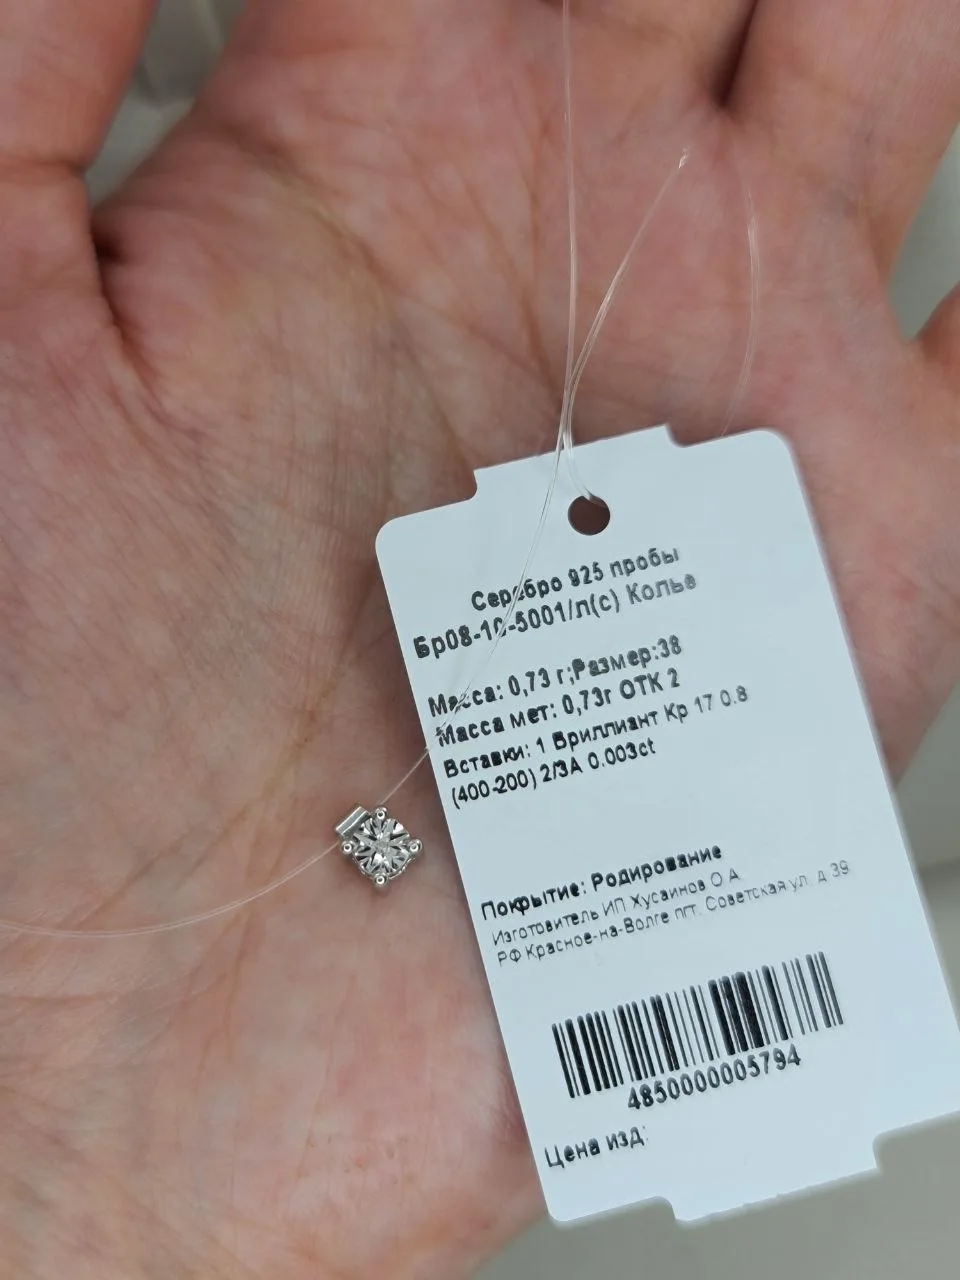 Серебро 925 пробы
Бр08-10-5001/л(с) Колье
Масса: 0,73 г;Размер:38
Масса мет: 0,73г ОТК 2
Вставки: 1 Бриллиант Кр 17 0.8
(400-200) 2/3А 0.003ct
Покрытие: Родирование
Изготовитель ИП Хусаинов О.А.
РФ Красное-на-Волге пгт. Советская ул. д 39
4850000005794
Цена изд: